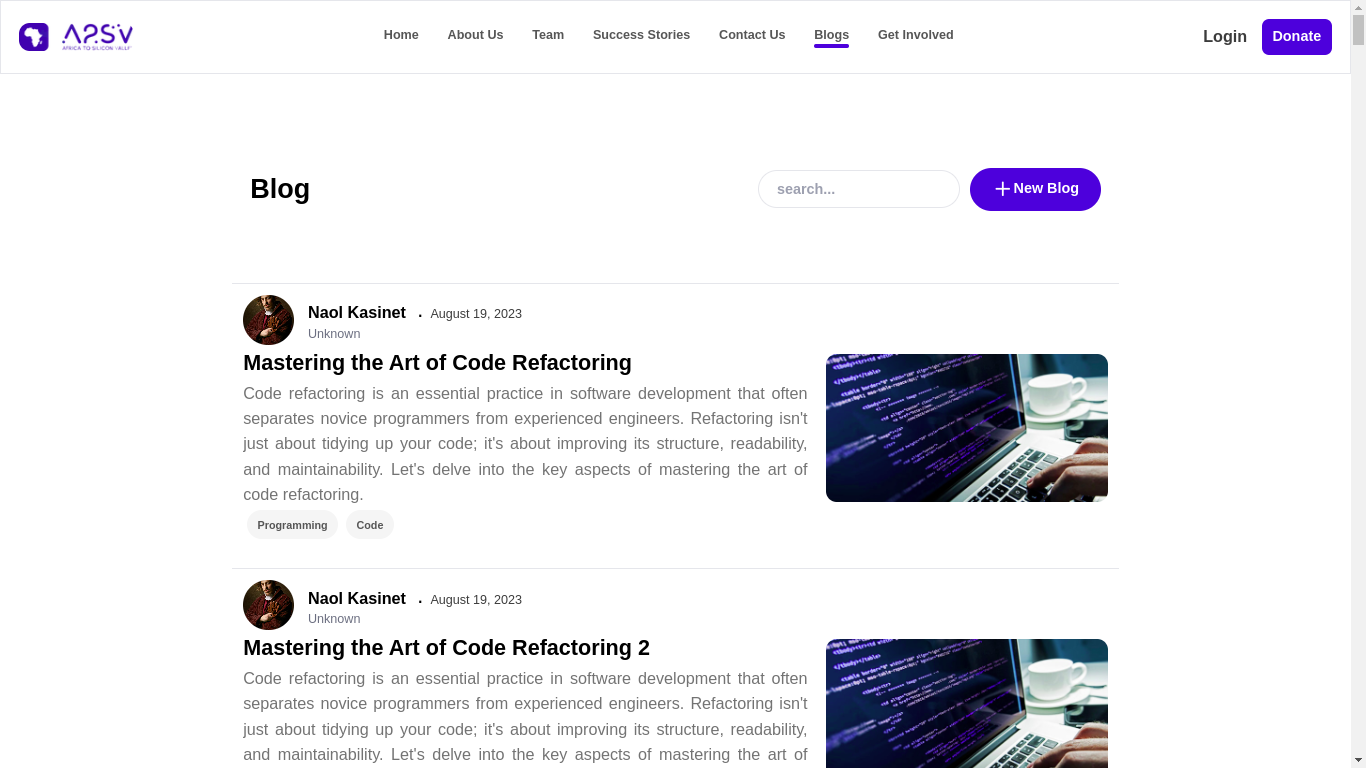 APSV
AFRICA TO SILICON VALLEY
Home
About Us
Team
Success Stories
Contact Us
Blogs
Get Involved
Login
Donate
Blog
search...
New Blog
Naol Kasinet . August 19, 2023
Unknown
Mastering the Art of Code Refactoring
Code refactoring is an essential practice in software development that often
separates novice programmers from experienced engineers. Refactoring isn't
just about tidying up your code; it's about improving its structure, readability,
and maintainability. Let's delve into the key aspects of mastering the art of
code refactoring.
Programming
Code
Naol Kasinet . August 19, 2023
Unknown
Mastering the Art of Code Refactoring 2
Code refactoring is an essential practice in software development that often
separates novice programmers from experienced engineers. Refactoring isn't
just about tidying up your code; it's about improving its structure, readability,
and maintainability. Let's delve into the key aspects of mastering the art of